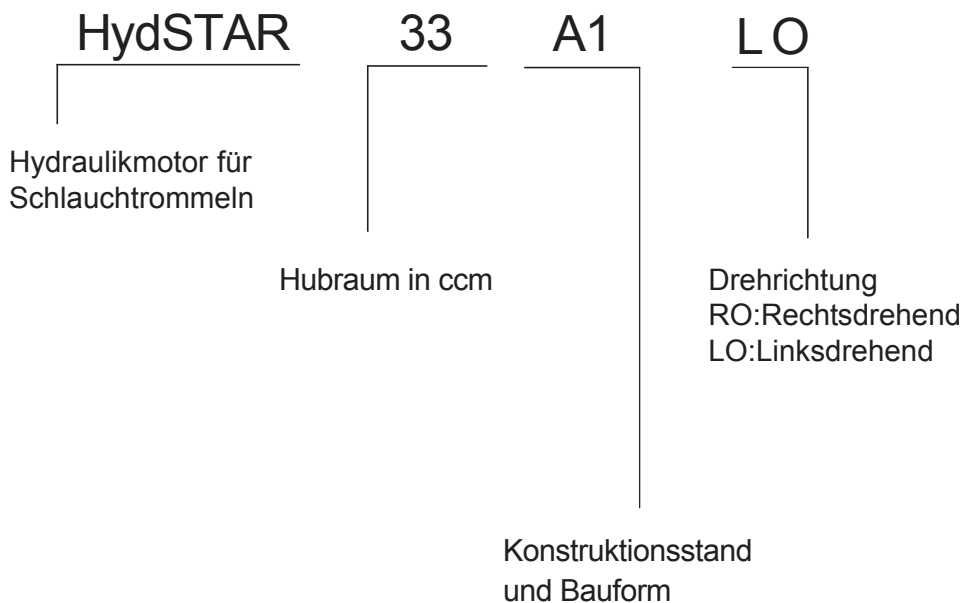 HydSTAR 33 A1 LO
Hydraulikmotor für
Schlauchtrommeln
Hubraum in ccm
Drehrichtung
RO:Rechtsdrehend
LO:Linksdrehend
Konstruktionsstand
und Bauform